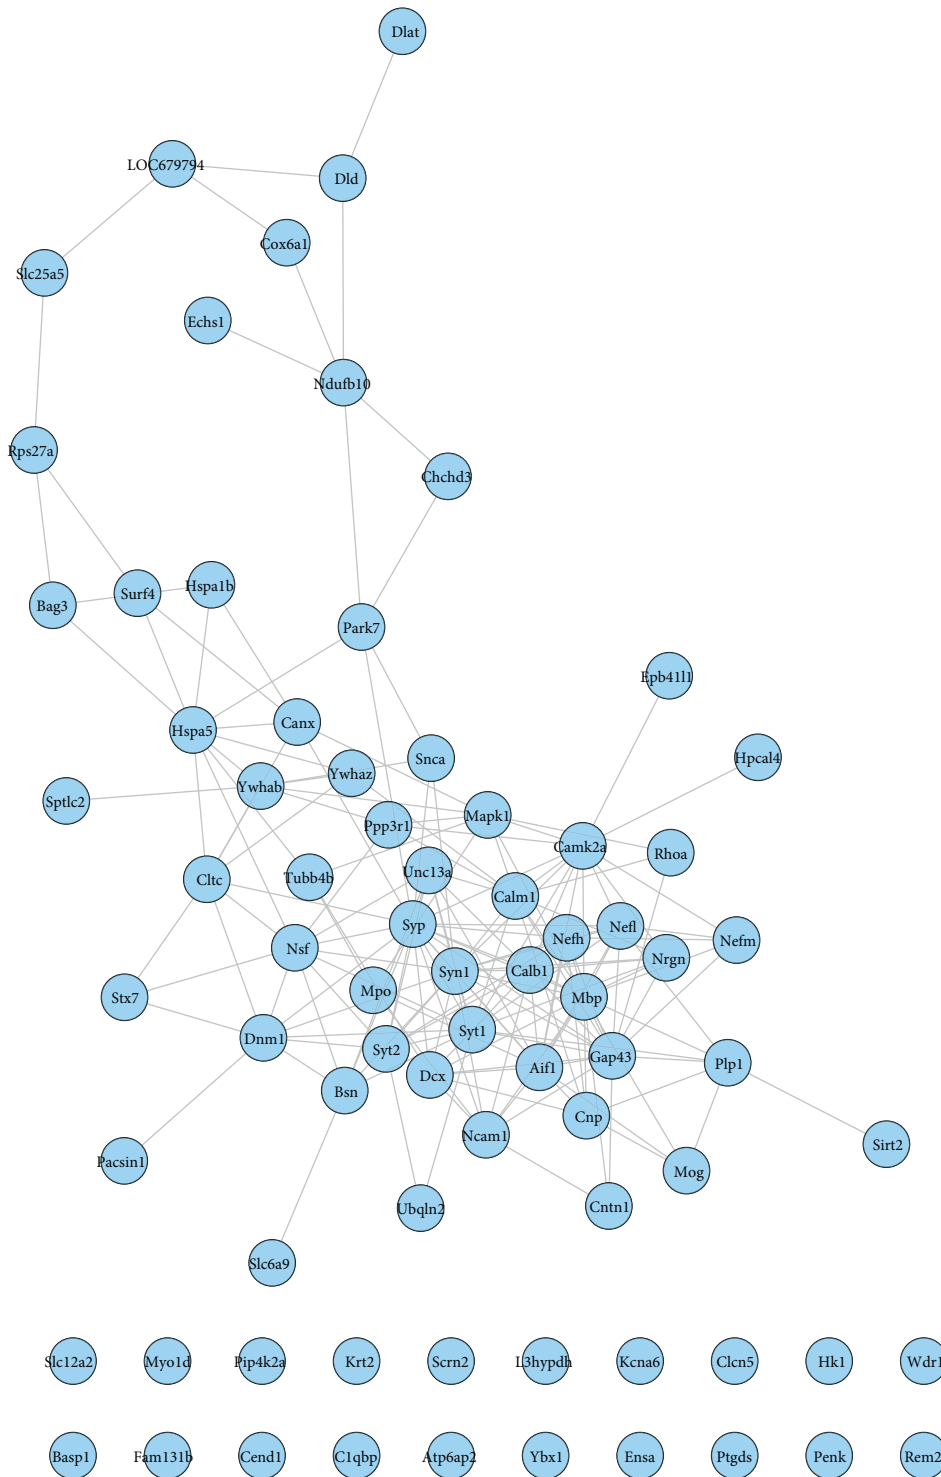 Dlat
LOC679794
Dld
Cox6a1
Slc25a5
Echs1
Ndufb10
Rps27a
Chchd3
Hspa1b
Surf4
Bag3
Park7
Epb41l1
Canx
Hspa5
Snca
Hpcal4
Ywhaz
Ywhab
Sptlc2
Mapk1
Ppp3r1
Camk2a
Rhoa
Unc13a
Cltc
Tubb4b
Calm1
Syp
Nefl
Nefh
Nefm
Nsf
Nrgn
Syn1
Calb1
Mpo
Stx7
Mbp
Syt1
Dnm1
Syt2
Gap43
Plp1
Aif1
Dcx
Bsn
Cnp
Ncam1
Sirt2
Pacsin1
Mog
Cntn1
Ubqln2
Slc6a9
Slc12a2 Myo1d Pip4k2a Krt2 Scrn2 L3hypdh Kcna6 Clcn5 Hk1 Wdr1
Basp1 Fam131b Cend1 C1qbp Atp6ap2 Ybx1 Ensa Ptgds Penk Rem2